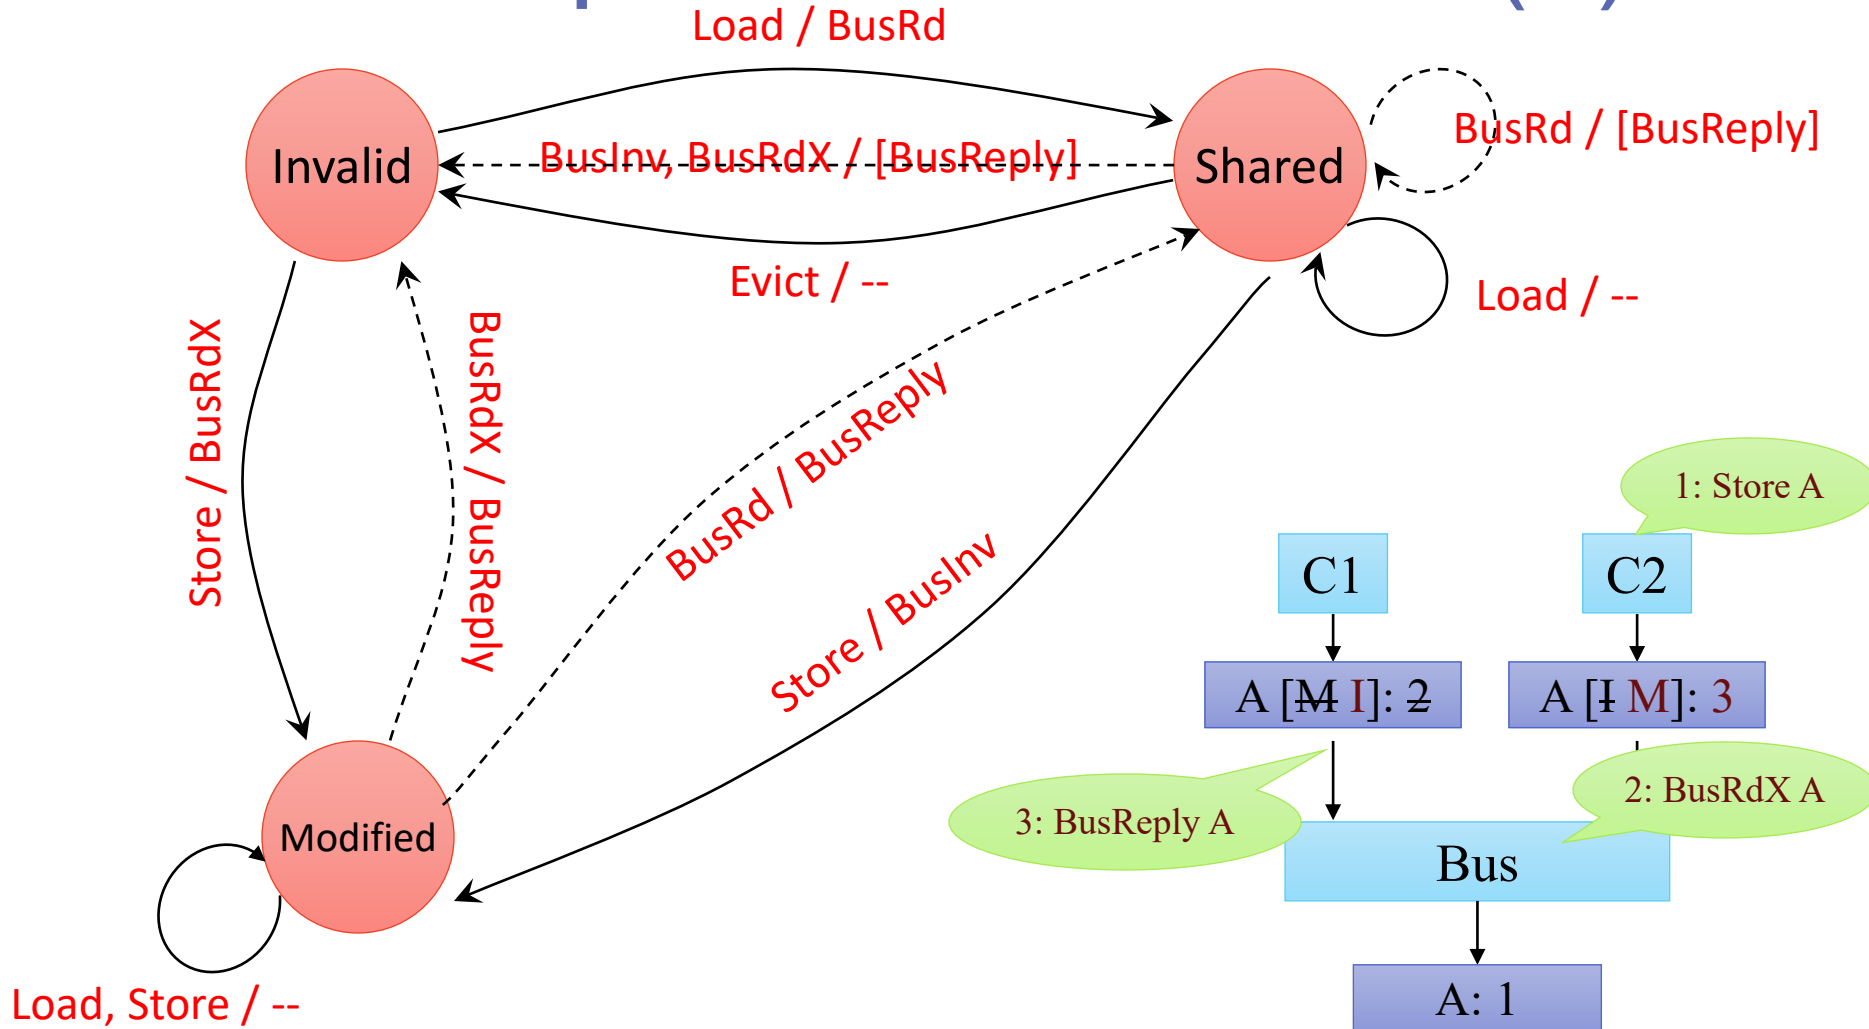 Load / BusRd
Invalid
BusInv, BusRdX / [BusReply]
Shared
BusRd / [BusReply]
Evict / --
Load / --
Store / BusRdX
BusRdX / BusReply
BusRd / BusReply
Store / BusInv
Modified
Load, Store / --
1: Store A
C1
C2
A [M I]: 2
A [I M]: 3
3: BusReply A
2: BusRdX A
Bus
A: 1